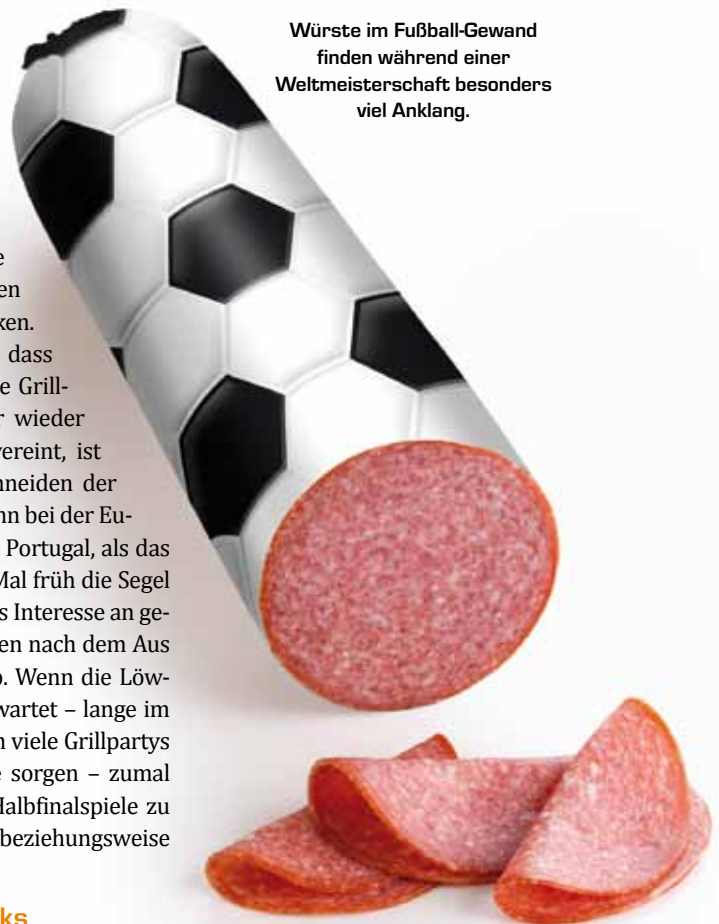 Würste im Fußball-Gewand
finden während einer
Weltmeisterschaft besonders
viel Anklang.
e
en
ken.
dass
e Grill-
r wieder
vereint, ist
neiden der
nn bei der Eu-
Portugal, als das
Mal früh die Segel
s Interesse an ge-
en nach dem Aus
o. Wenn die Löw-
wartet – lange im
n viele Grillpartys
e sorgen – zumal
Halbfinalspiele zu
beziehungsweise
ks